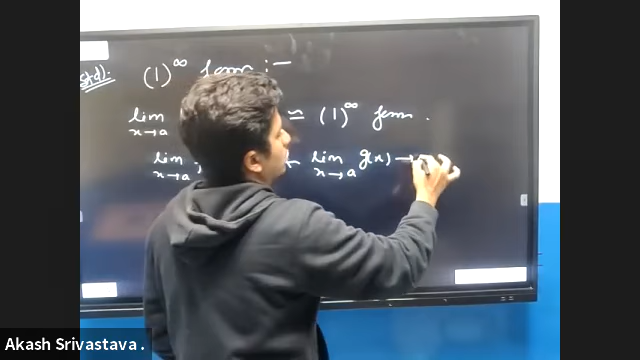 (1)^∞ form :-
lim x→a ≃ (1)^∞ form .
lim x→a lim x→a g(x) →
Akash Srivastava .